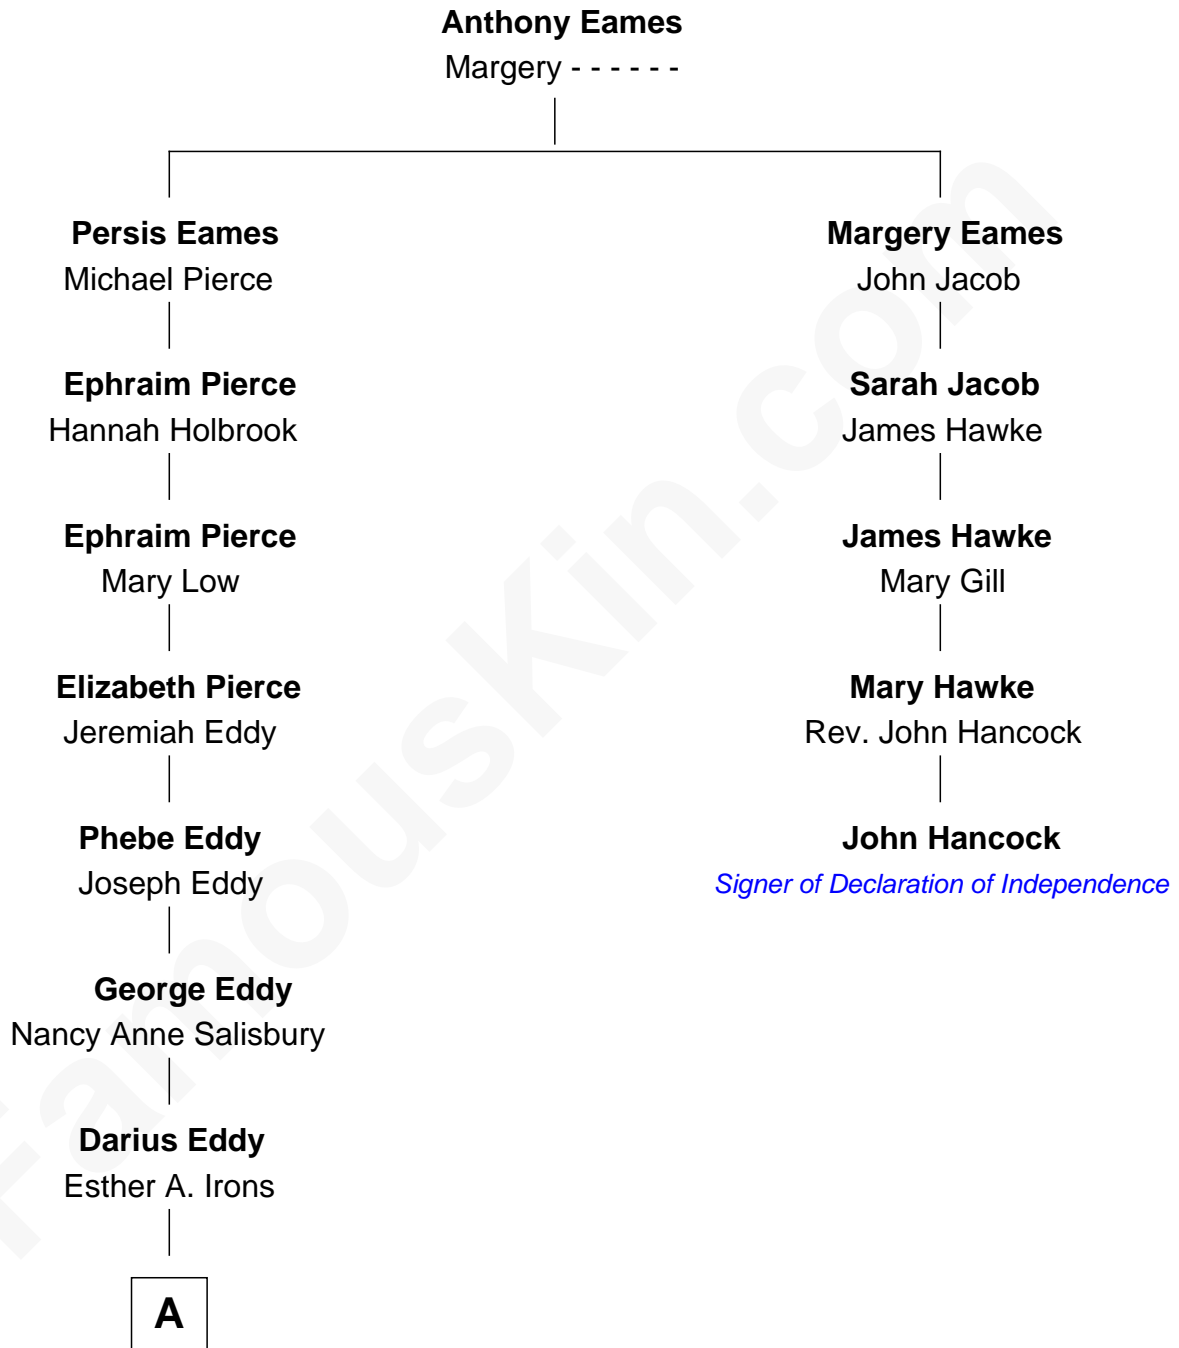 Anthony Eames
Margery - - - - - -
Persis Eames
Michael Pierce
Margery Eames
John Jacob
Ephraim Pierce
Hannah Holbrook
Sarah Jacob
James Hawke
Ephraim Pierce
Mary Low
James Hawke
Mary Gill
Elizabeth Pierce
Jeremiah Eddy
Mary Hawke
Rev. John Hancock
Phebe Eddy
Joseph Eddy
John Hancock
Signer of Declaration of Independence
George Eddy
Nancy Anne Salisbury
Darius Eddy
Esther A. Irons
A
FamousKin.com